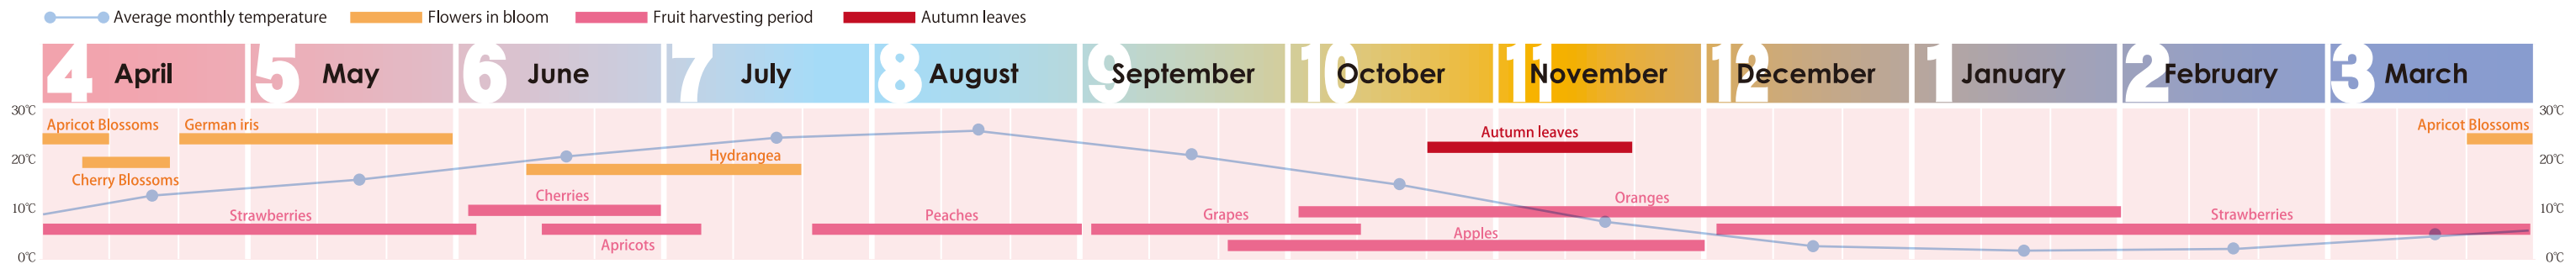 Average monthly temperature Flowers in bloom Fruit harvesting period Autumn leaves
4 April 5 May 6 June 7 July 8 August 9 September 10 October 11 November 12 December 1 January 2 February 3 March
30℃ 30℃
Apricot Blossoms German iris Apricot Blossoms
Autumn leaves
20℃ Hydrangea 20℃
Cherry Blossoms
Cherries Oranges
10℃ 10℃
Strawberries Peaches Grapes Strawberries
Apples
Apricots
0℃ 0℃